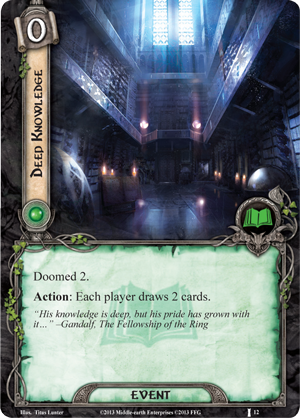 0
DEEP KNOWLEDGE
Doomed 2.
Action: Each player draws 2 cards.
“His knowledge is deep, but his pride has grown with
it…” –Gandalf, The Fellowship of the Ring
EVENT
Illus. Titus Lunter
©2013 Middle-earth Enterprises ©2013 FFG
12